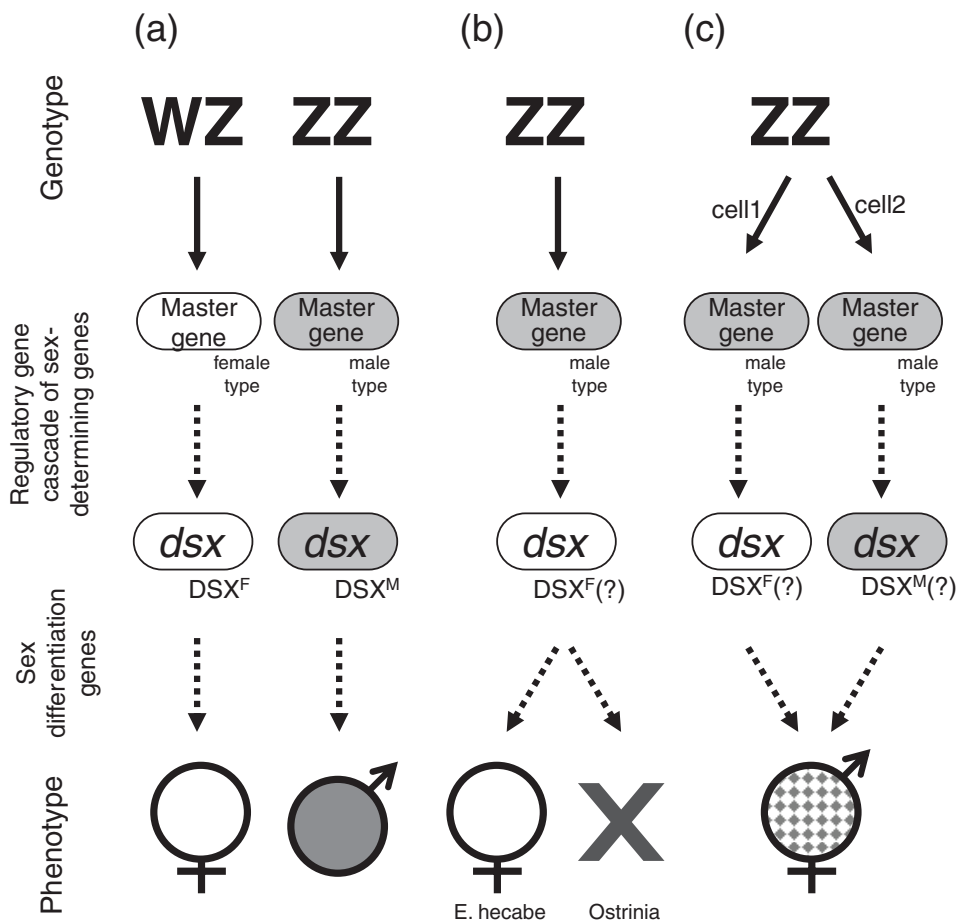 (a) (b) (c)
Genotype
WZ ZZ ZZ ZZ
cell1 cell2
Regulatory gene
cascade of sex-
determining genes
Master
gene
female
type
Master
gene
male
type
Master
gene
male
type
Master
gene
male
type
Master
gene
male
type
dsx
DSXF
dsx
DSXM
dsx
DSXF(?)
dsx
DSXF(?)
dsx
DSXM(?)
Sex
differentiation
genes
Phenotype
X
E. hecabe Ostrinia